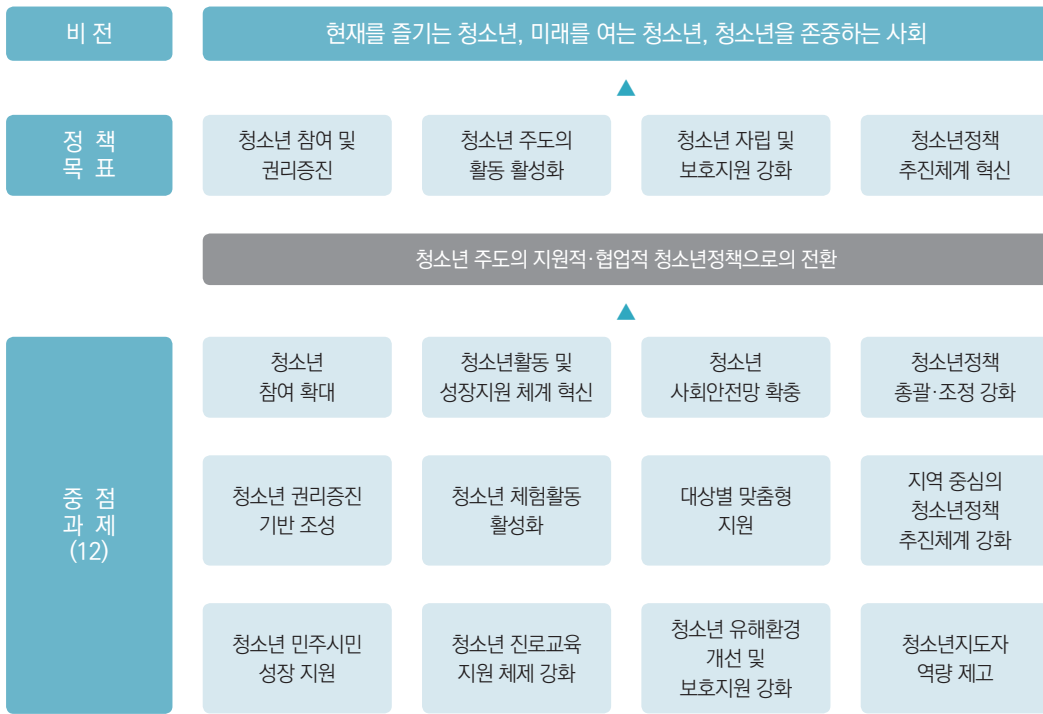 비 전
현재를 즐기는 청소년, 미래를 여는 청소년, 청소년을 존중하는 사회
▲
정 책
목 표
청소년 참여 및
권리증진
청소년 주도의
활동 활성화
청소년 자립 및
보호지원 강화
청소년정책
추진체계 혁신
청소년 주도의 지원적·협업적 청소년정책으로의 전환
▲
중 점
과 제
(12)
청소년
참여 확대
청소년활동 및
성장지원 체계 혁신
청소년
사회안전망 확충
청소년정책
총괄·조정 강화
청소년 권리증진
기반 조성
청소년 체험활동
활성화
대상별 맞춤형
지원
지역 중심의
청소년정책
추진체계 강화
청소년 민주시민
성장 지원
청소년 진로교육
지원 체제 강화
청소년 유해환경
개선 및
보호지원 강화
청소년지도자
역량 제고